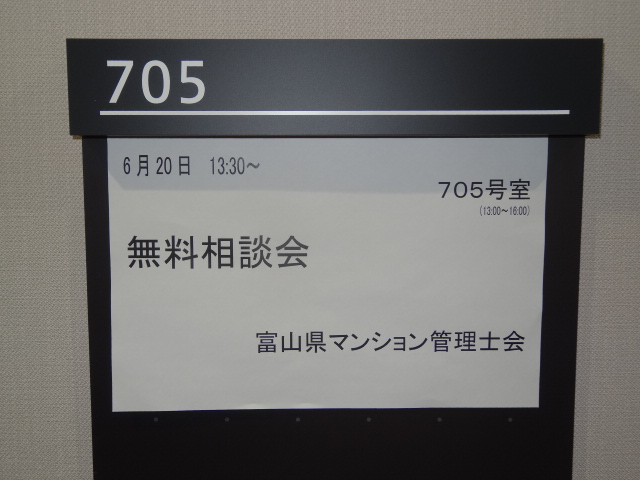 705
6月20日 13:30～
705号室
(13:00～16:00)
無料相談会
富山県マンション管理士会